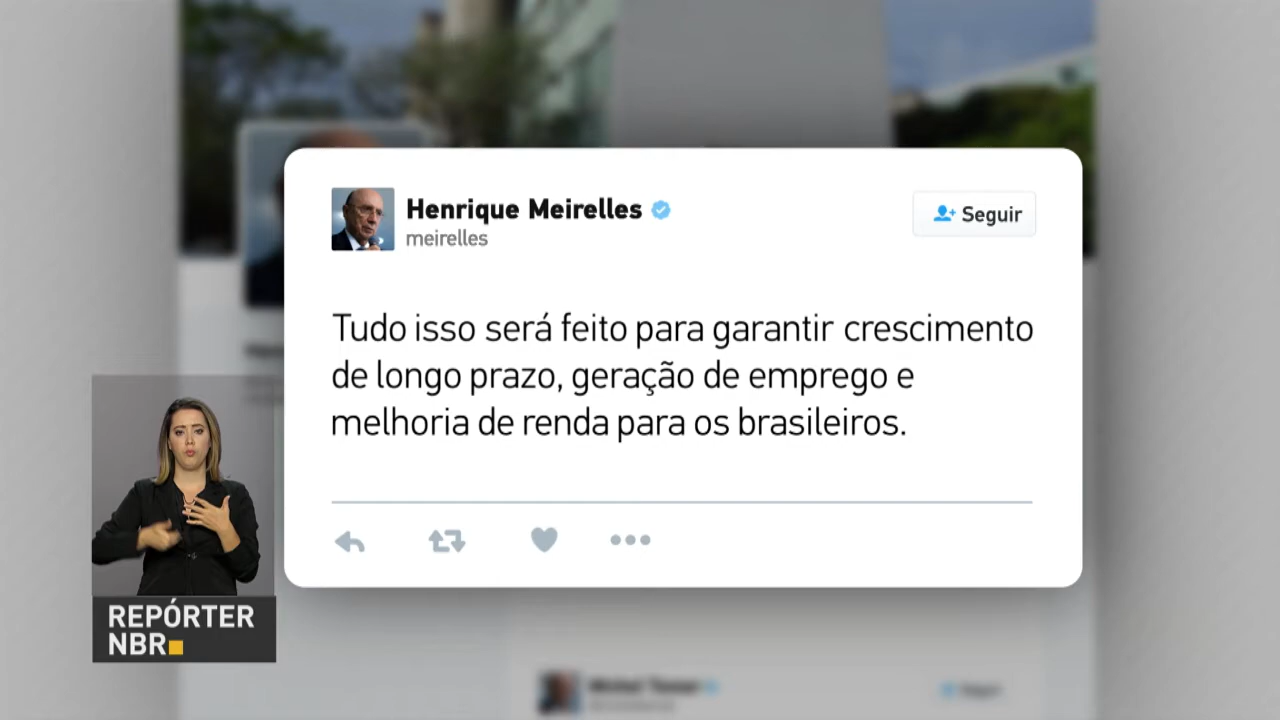 Henrique Meirelles
meirelles
Seguir
Tudo isso será feito para garantir crescimento
de longo prazo, geração de emprego e
melhoria de renda para os brasileiros.
REPÓRTER
NBR